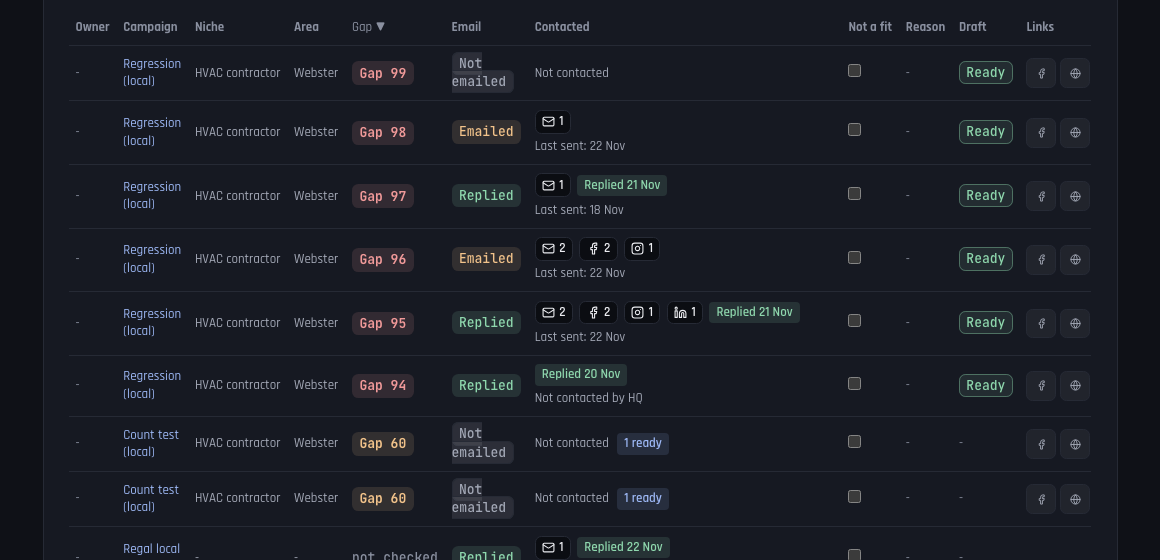 Owner Campaign Niche Area Gap ▼ Email Contacted Not a fit Reason Draft Links
- Regression (local) HVAC contractor Webster Gap 99 Not emailed Not contacted - Ready
- Regression (local) HVAC contractor Webster Gap 98 Emailed 1 - Ready
Last sent: 22 Nov
- Regression (local) HVAC contractor Webster Gap 97 Replied 1 Replied 21 Nov - Ready
Last sent: 18 Nov
- Regression (local) HVAC contractor Webster Gap 96 Emailed 2 2 1 - Ready
Last sent: 22 Nov
- Regression (local) HVAC contractor Webster Gap 95 Replied 2 2 1 1 Replied 21 Nov - Ready
Last sent: 22 Nov
- Regression (local) HVAC contractor Webster Gap 94 Replied Replied 20 Nov - Ready
Not contacted by HQ
- Count test (local) HVAC contractor Webster Gap 60 Not emailed Not contacted 1 ready - -
- Count test (local) HVAC contractor Webster Gap 60 Not emailed Not contacted 1 ready - -
- Regal local - - not checked Replied 1 Replied 22 Nov - -